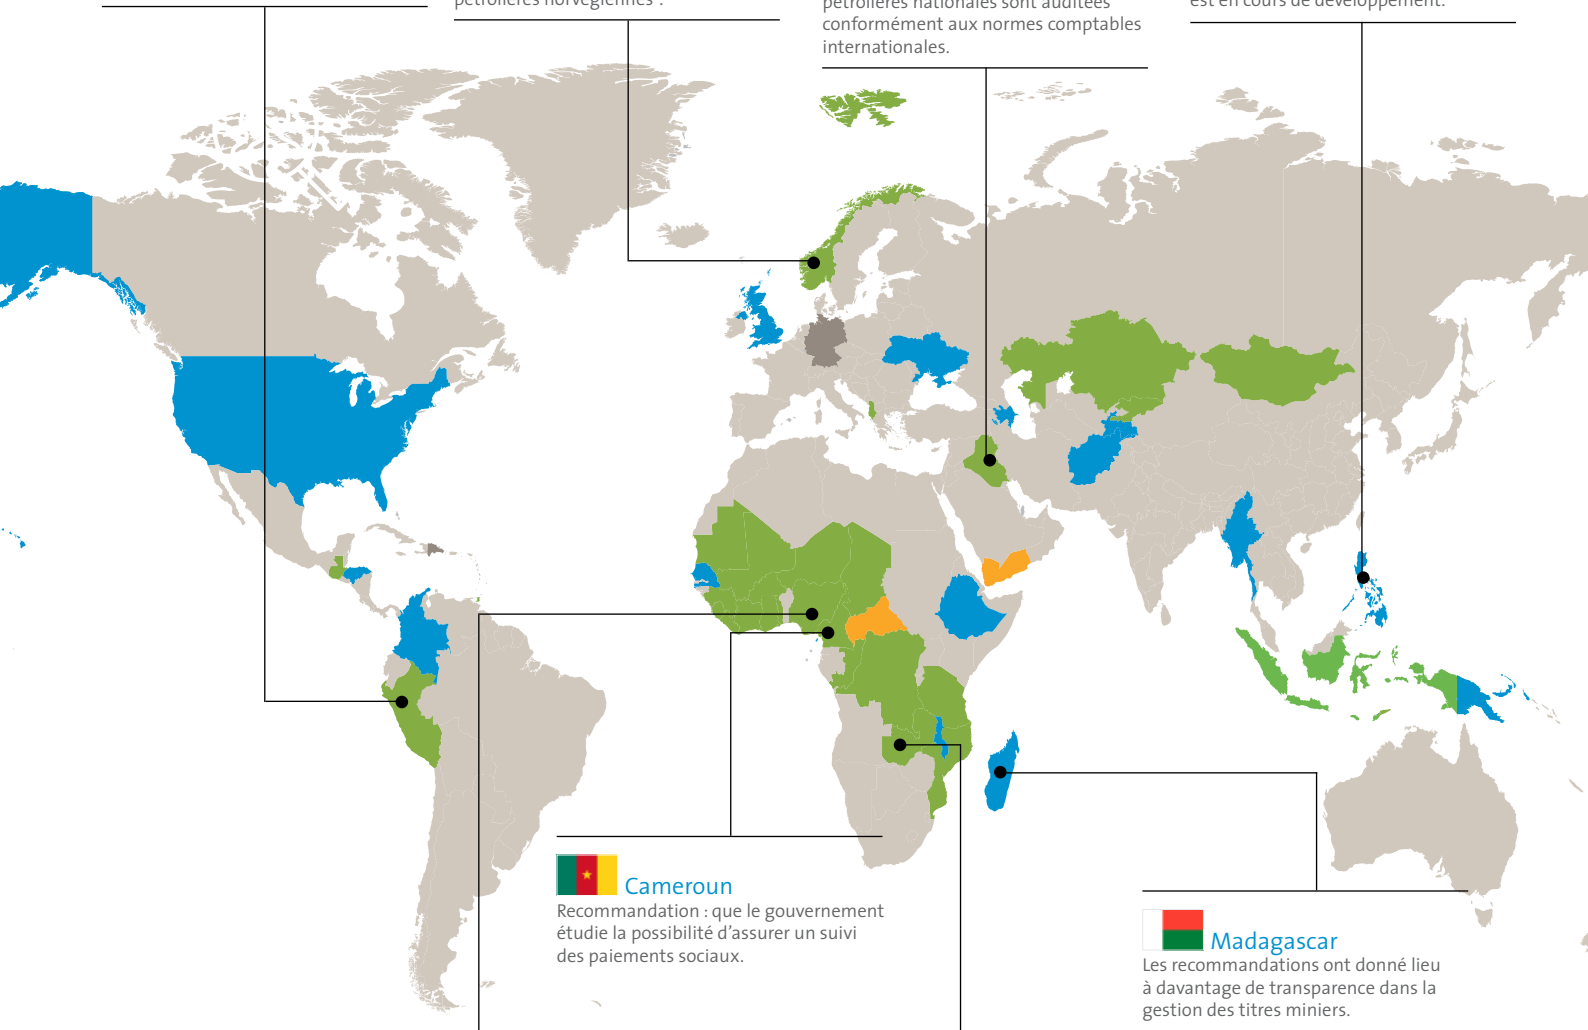 pétrolières norvégiennes .
pétrolières nationales sont auditées
conformément aux normes comptables
internationales.
est en cours de développement.
Cameroun
Recommandation : que le gouvernement
étudie la possibilité d’assurer un suivi
des paiements sociaux.
Madagascar
Les recommandations ont donné lieu
à davantage de transparence dans la
gestion des titres miniers.